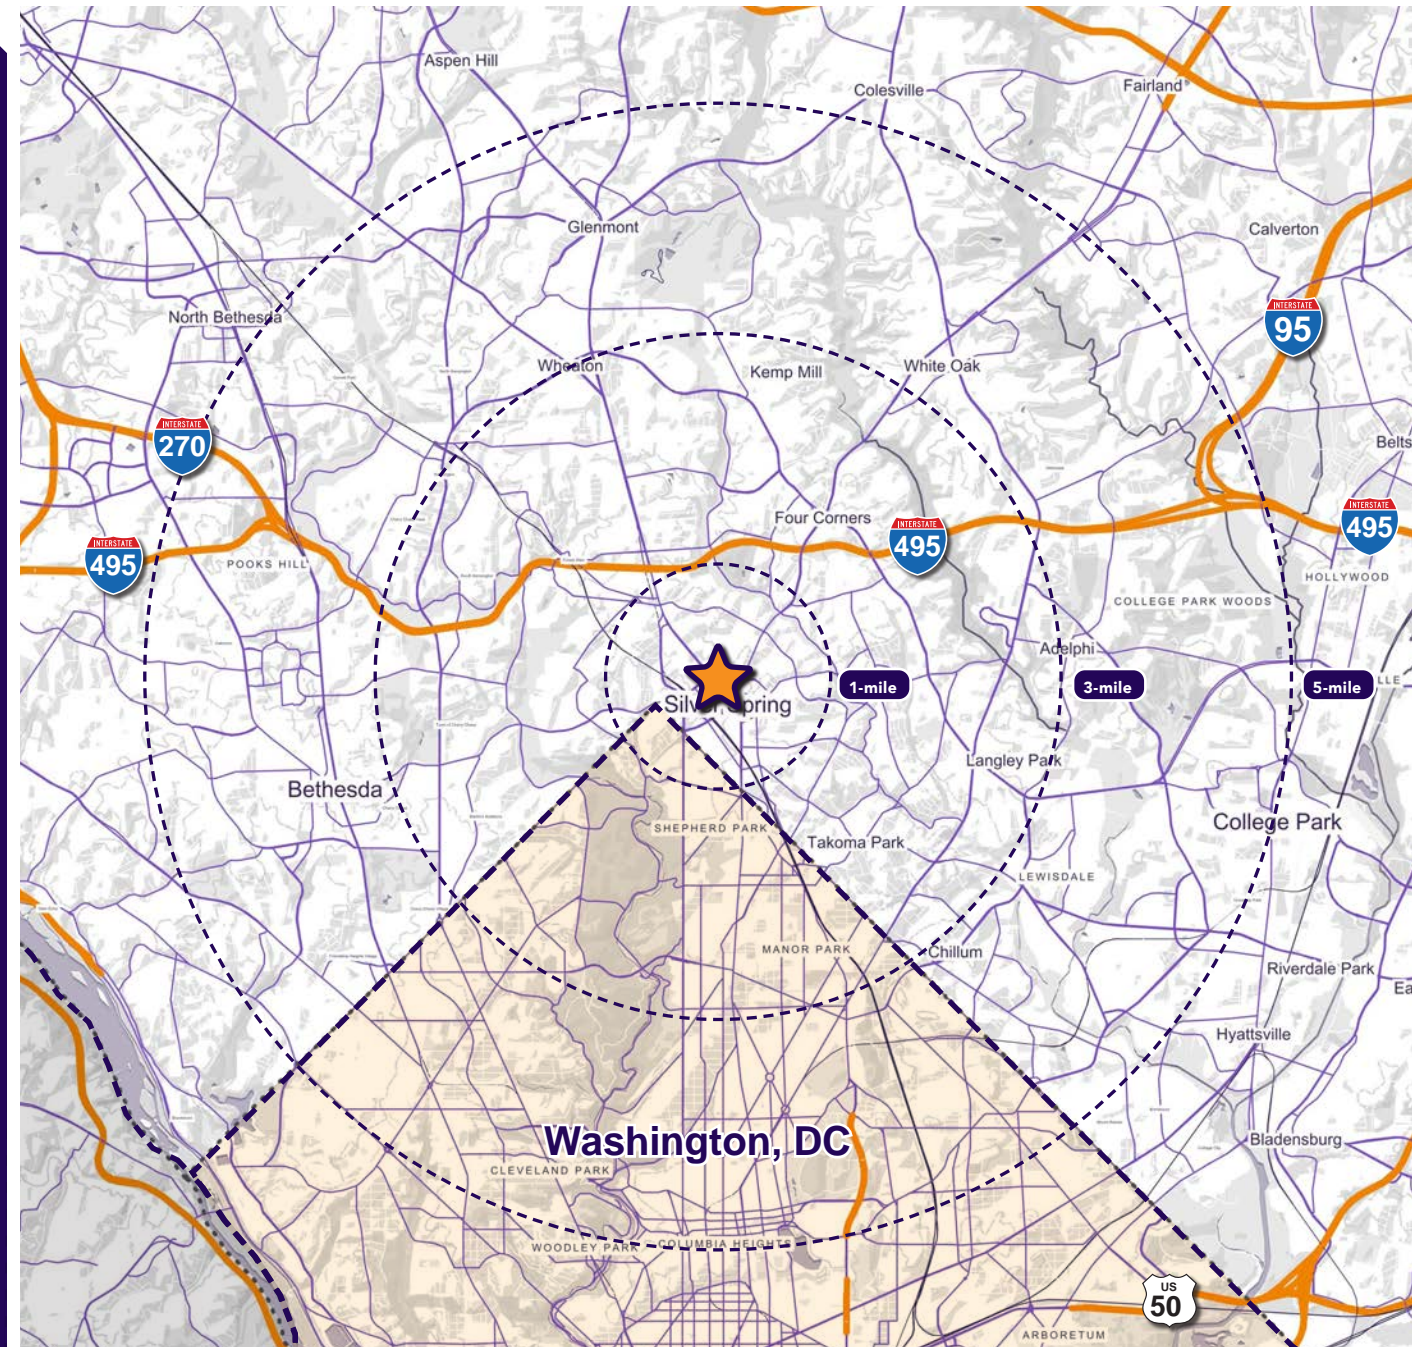 Aspen Hill
Colesville
Fairland
Glenmont
Calverton
North Bethesda
INTERSTATE
95
Wheaton
Kemp Mill
White Oak
INTERSTATE
270
Belts
Four Corners
INTERSTATE
495
INTERSTATE
495
INTERSTATE
495
POOKS HILL
HOLLYWOOD
COLLEGE PARK WOODS
Adelphi
1-mile
3-mile
5-mile
LLE
Silver Spring
Langley Park
Bethesda
College Park
SHEPHERD PARK
Takoma Park
LEWISDALE
MANOR PARK
Chillum
Riverdale Park
Ea
Hyattsville
Washington, DC
Bladensburg
CLEVELAND PARK
WOODLEY PARK
COLUMBIA HEIGHTS
US
50
ARBORETUM